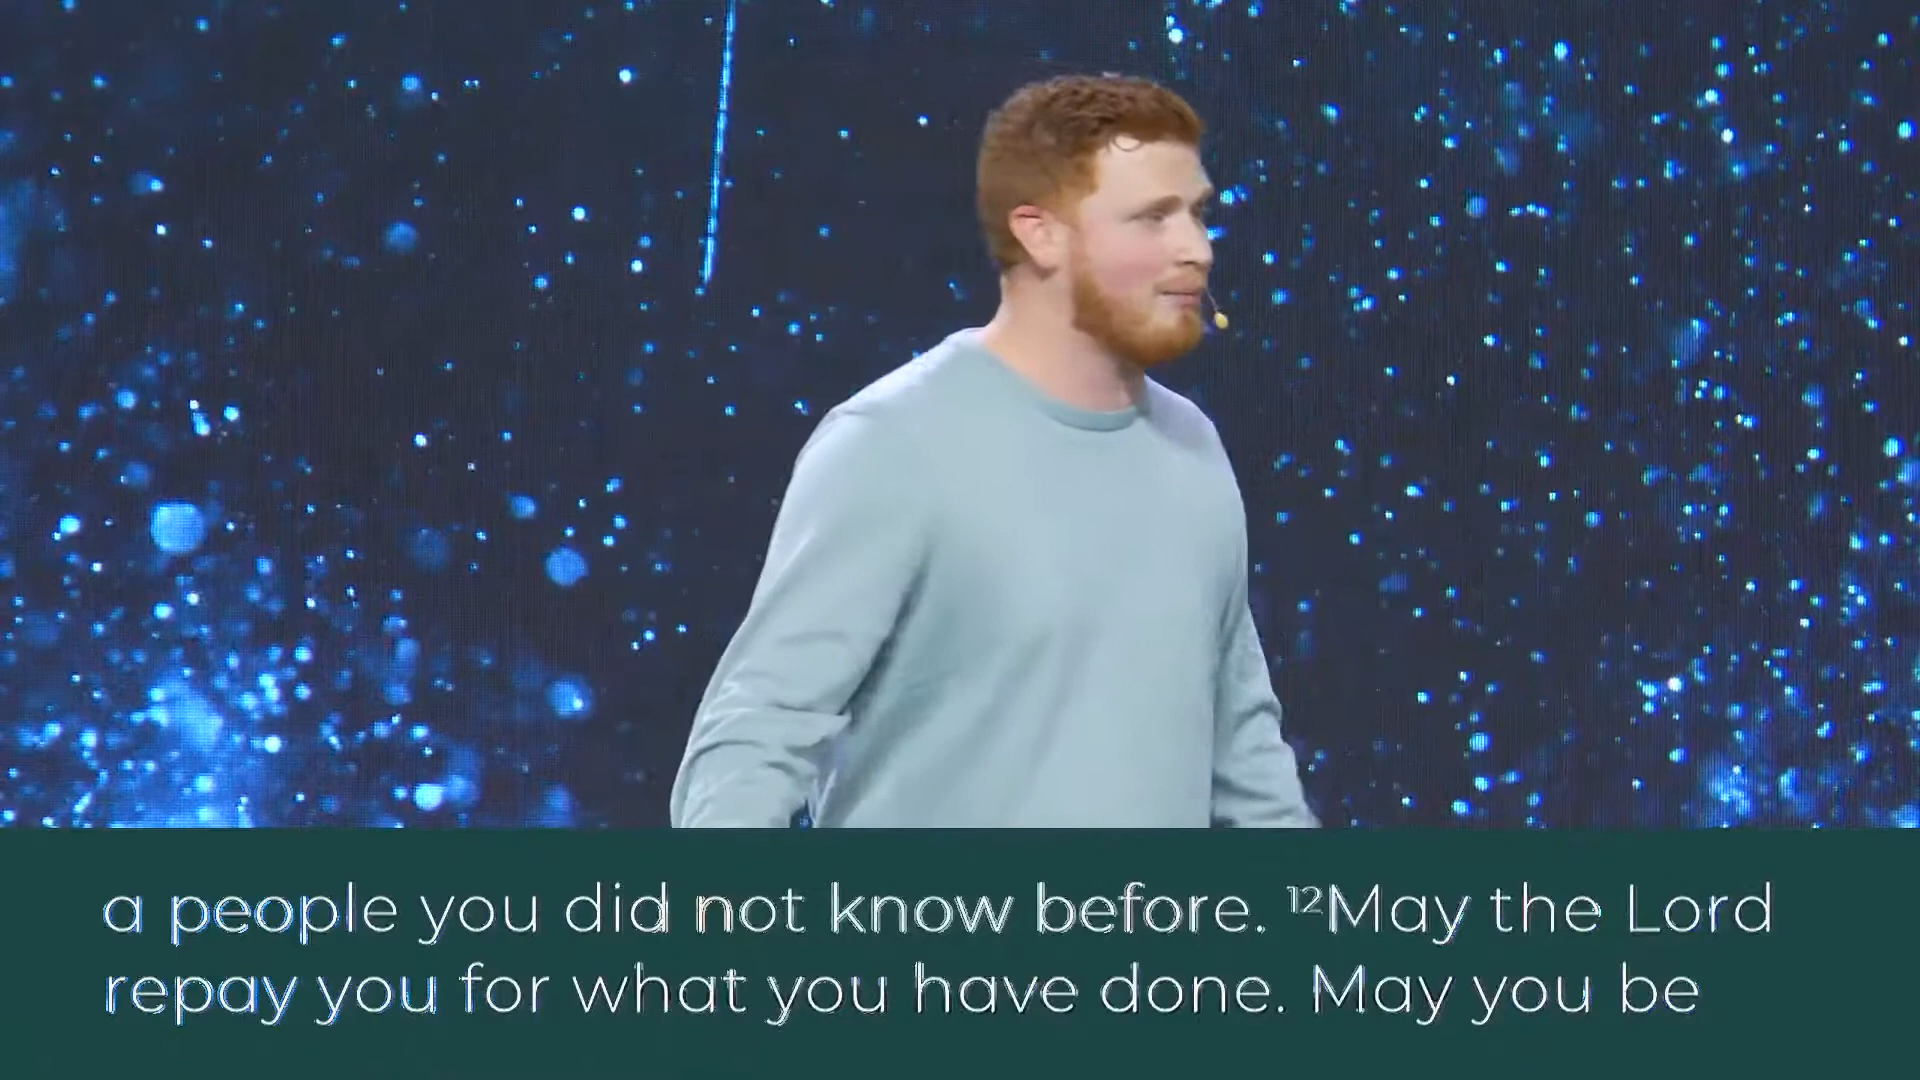 a people you did not know before. ¹²May the Lord
repay you for what you have done. May you be